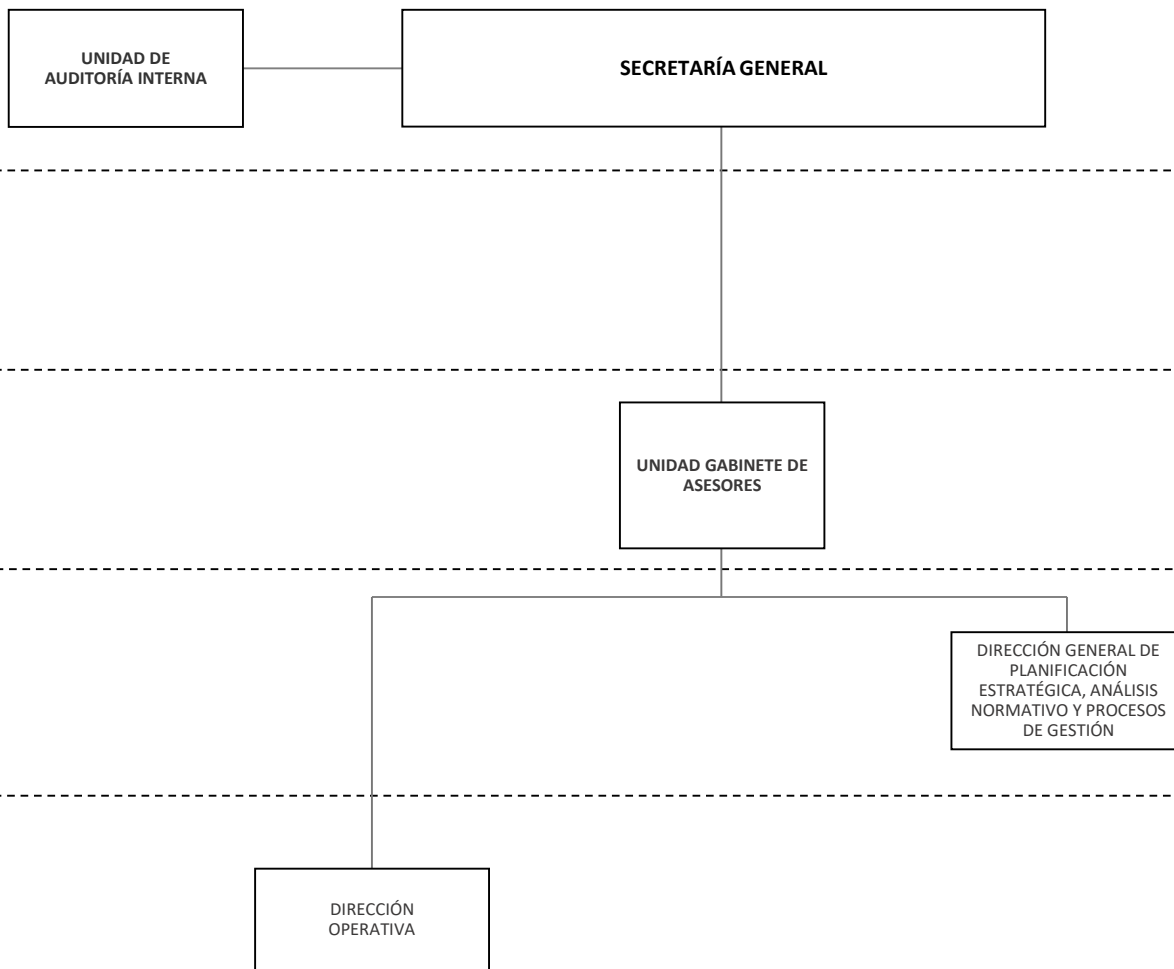 UNIDAD DE
AUDITORÍA INTERNA
SECRETARÍA GENERAL
UNIDAD GABINETE DE
ASESORES
DIRECCIÓN GENERAL DE
PLANIFICACIÓN
ESTRATÉGICA, ANÁLISIS
NORMATIVO Y PROCESOS
DE GESTIÓN
DIRECCIÓN
OPERATIVA